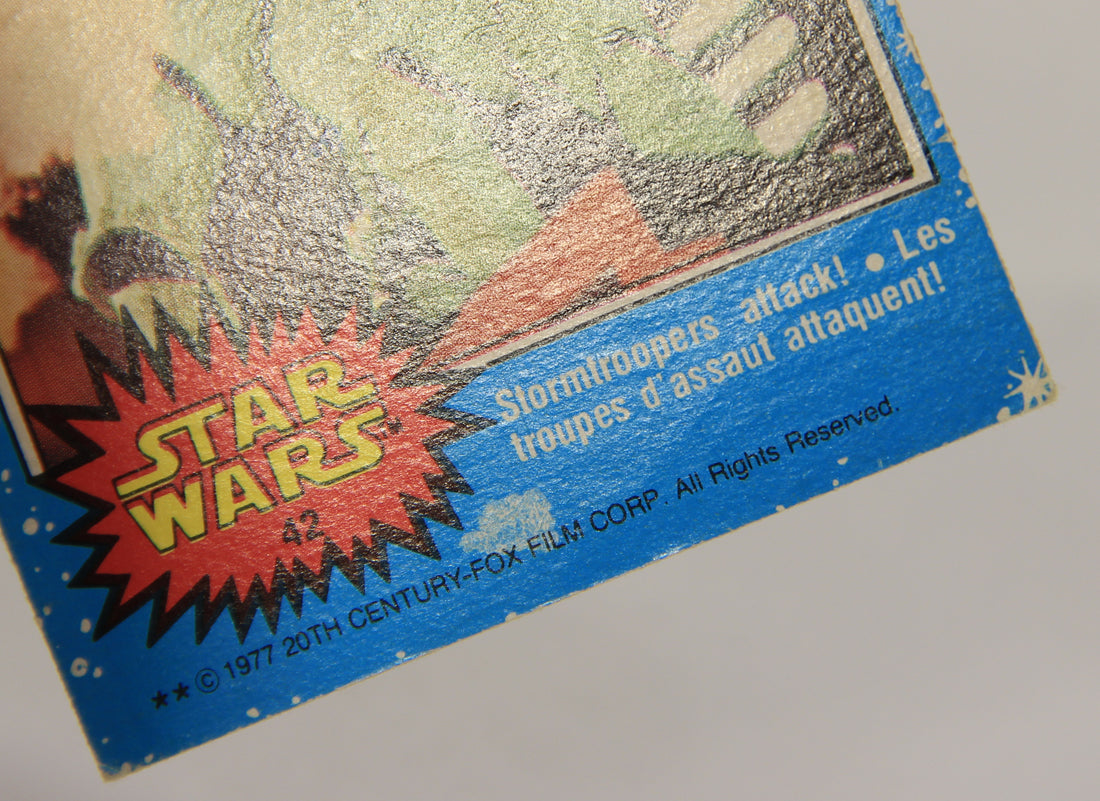 STAR
WARS
42
Stormtroopers attack! ● Les
troupes d'assaut attaquent!
★★ © 1977 20TH CENTURY-FOX FILM CORP. All Rights Reserved.